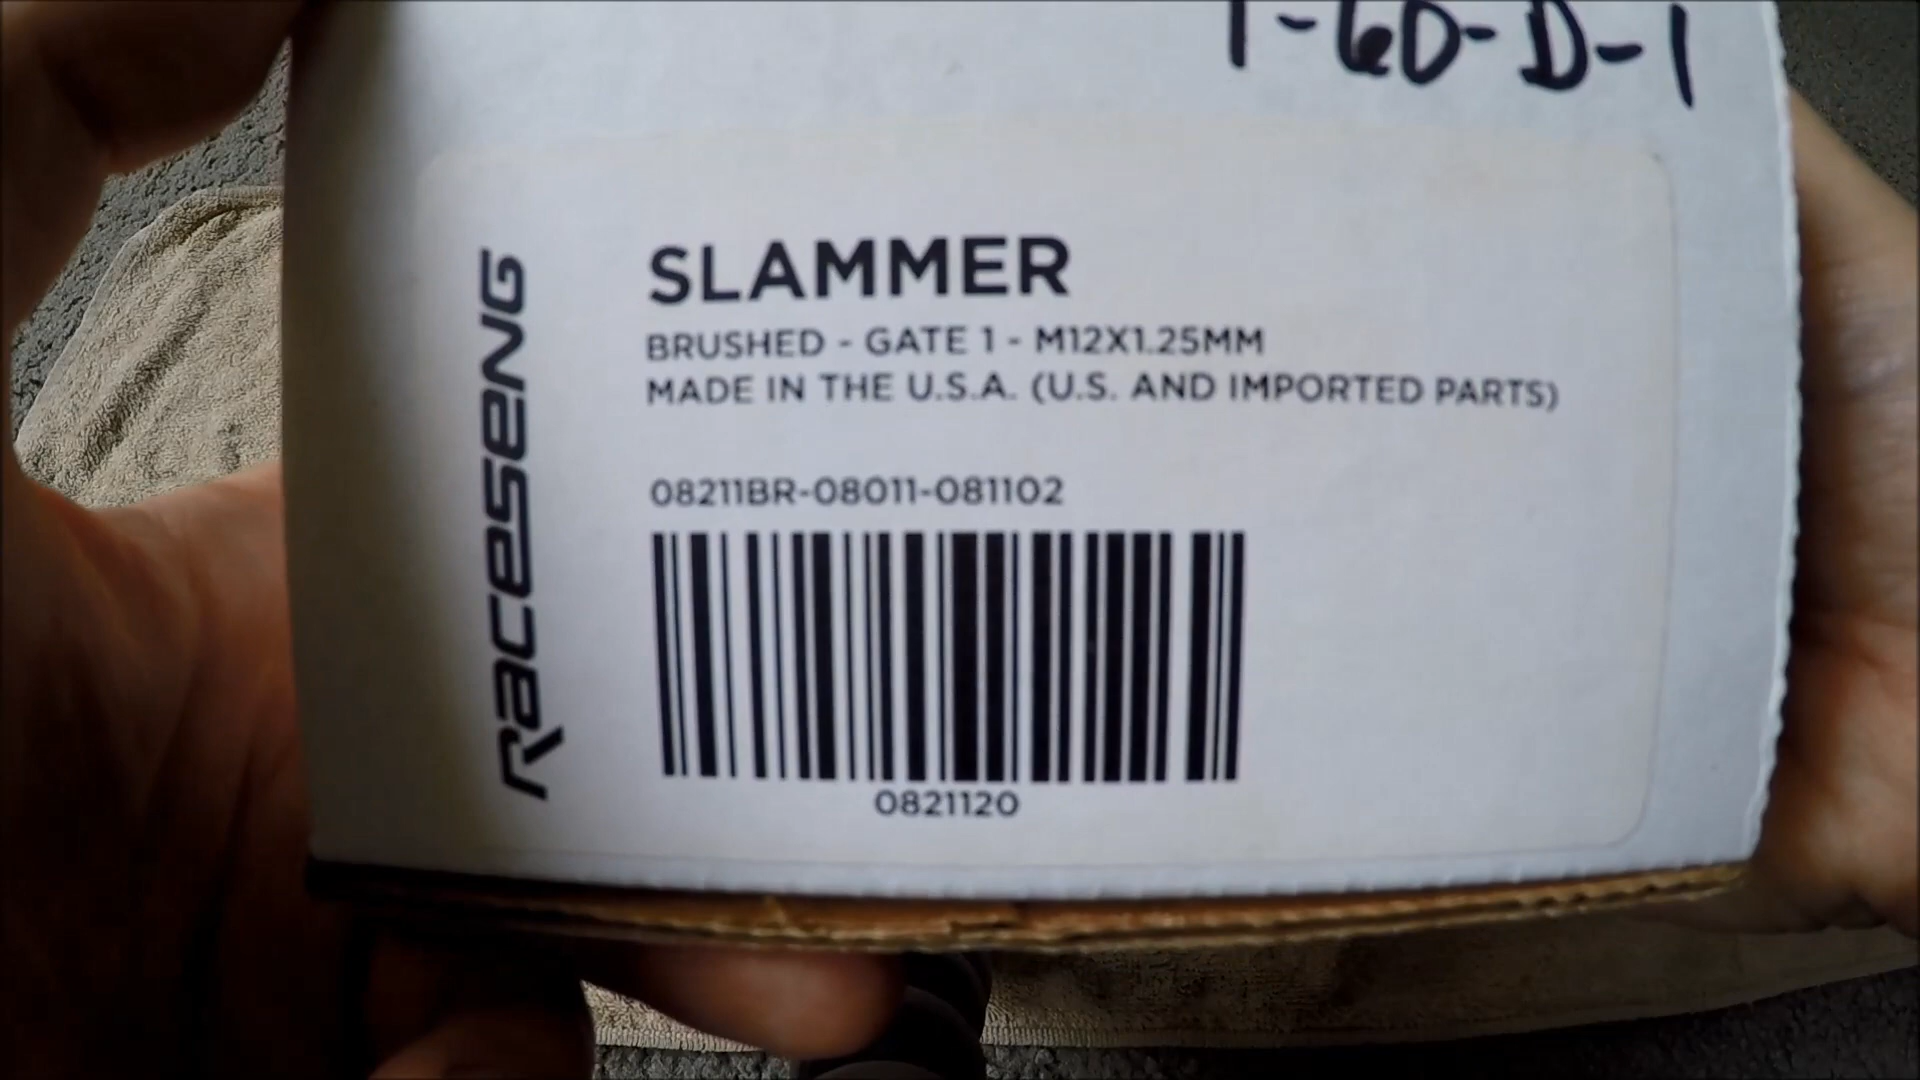 1-60-D-1
RACESENG
SLAMMER
BRUSHED - GATE 1 - M12X1.25MM
MADE IN THE U.S.A. (U.S. AND IMPORTED PARTS)
08211BR-08011-081102
0821120